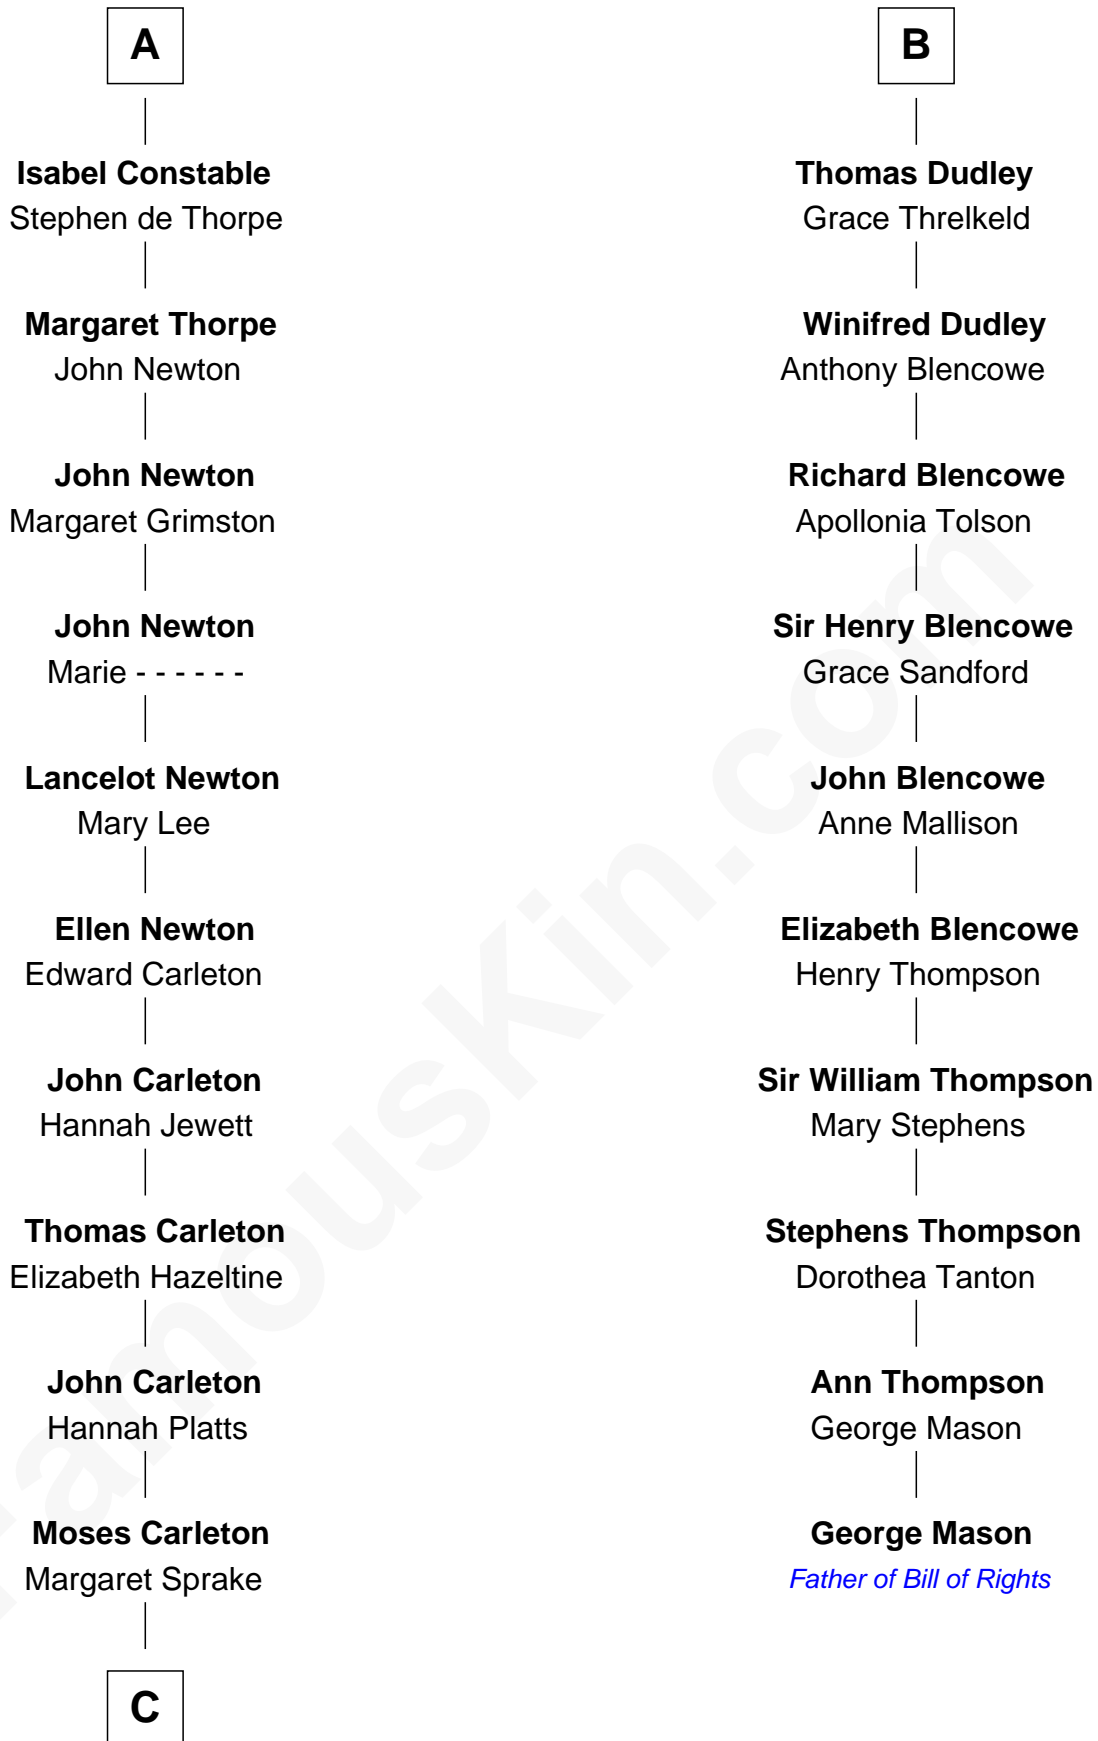 A
Isabel Constable
Stephen de Thorpe
Margaret Thorpe
John Newton
John Newton
Margaret Grimston
John Newton
Marie - - - - - -
Lancelot Newton
Mary Lee
Ellen Newton
Edward Carleton
John Carleton
Hannah Jewett
Thomas Carleton
Elizabeth Hazeltine
John Carleton
Hannah Platts
Moses Carleton
Margaret Sprake
C
B
Thomas Dudley
Grace Threlkeld
Winifred Dudley
Anthony Blencowe
Richard Blencowe
Apollonia Tolson
Sir Henry Blencowe
Grace Sandford
John Blencowe
Anne Mallison
Elizabeth Blencowe
Henry Thompson
Sir William Thompson
Mary Stephens
Stephens Thompson
Dorothea Tanton
Ann Thompson
George Mason
George Mason
Father of Bill of Rights
FamousKin.com